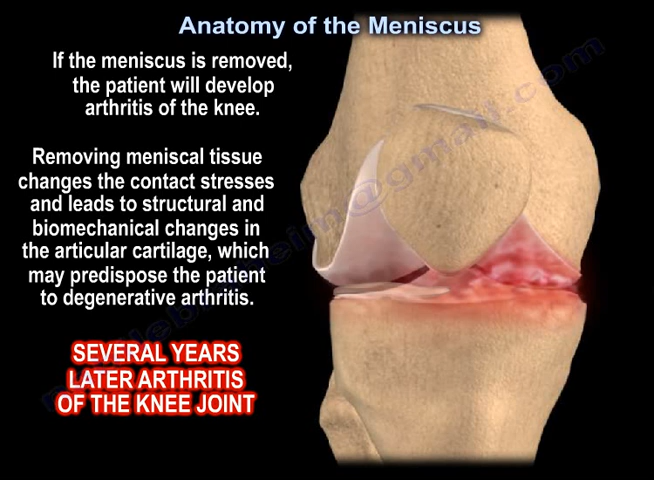 Anatomy of the Meniscus
If the meniscus is removed,
the patient will develop
arthritis of the knee.
Removing meniscal tissue
changes the contact stresses
and leads to structural and
biomechanical changes in
the articular cartilage, which
may predispose the patient
to degenerative arthritis.
SEVERAL YEARS
LATER ARTHRITIS
OF THE KNEE JOINT